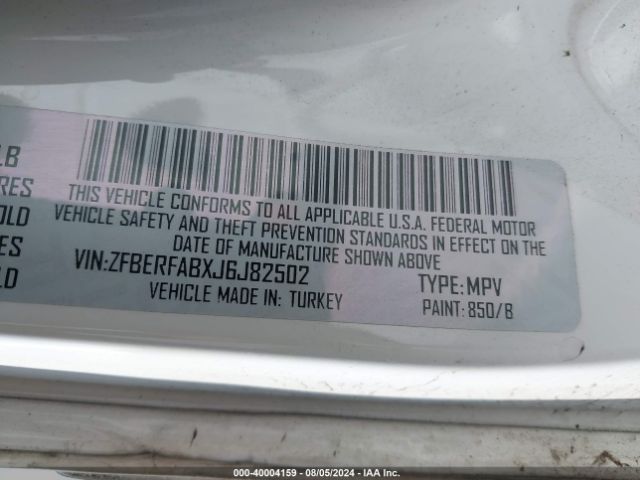 LB
RES
OLD
ES
LD
THIS VEHICLE CONFORMS TO ALL APPLICABLE U.S.A. FEDERAL MOTOR
VEHICLE SAFETY AND THEFT PREVENTION STANDARDS IN EFFECT ON THE
DATE OF MANUFACTURE SHOWN ABOVE
VIN:ZFBERFABXJ6J82502
TYPE:MPV
VEHICLE MADE IN: TURKEY
PAINT: 850/B
000-40004159 - 08/05/2024 - IAA Inc.